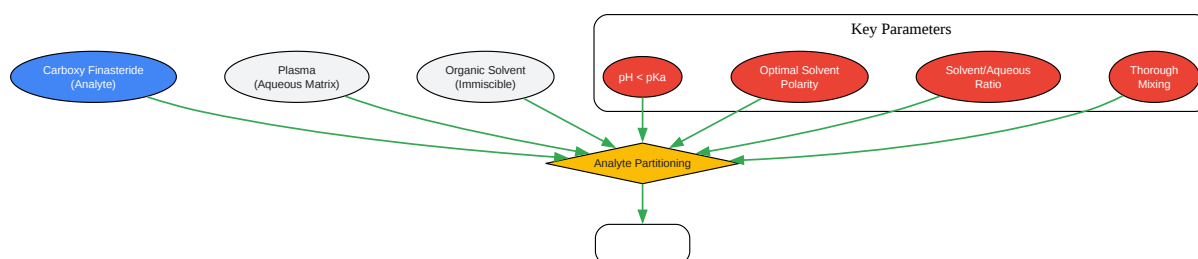 Key Parameters
Carboxy Finasteride
(Analyte)
Plasma
(Aqueous Matrix)
Organic Solvent
(Immiscible)
pH < pKa
Optimal Solvent
Polarity
Solvent/Aqueous
Ratio
Thorough
Mixing
Analyte Partitioning